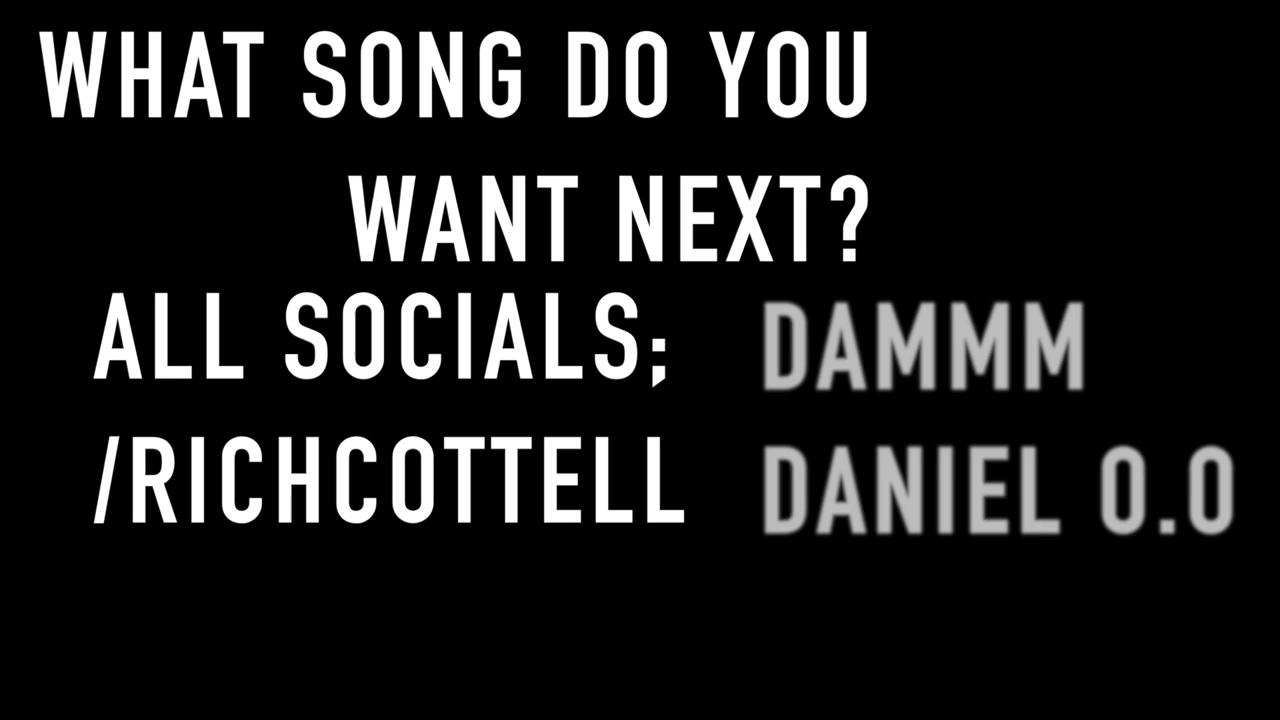 WHAT SONG DO YOU
WANT NEXT?
ALL SOCIALS;
/RICHCOTTELL
DAMMM
DANIEL O.O